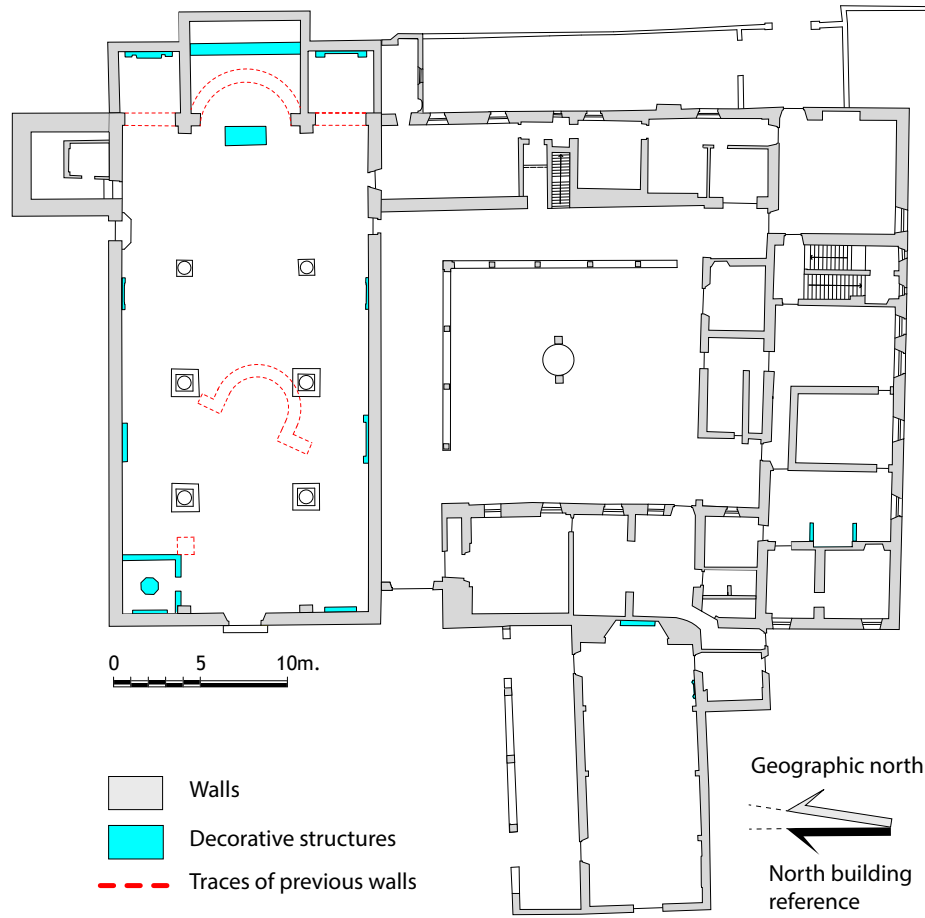 0 5 10m.
Walls
Decorative structures
Traces of previous walls
Geographic north
North building
reference